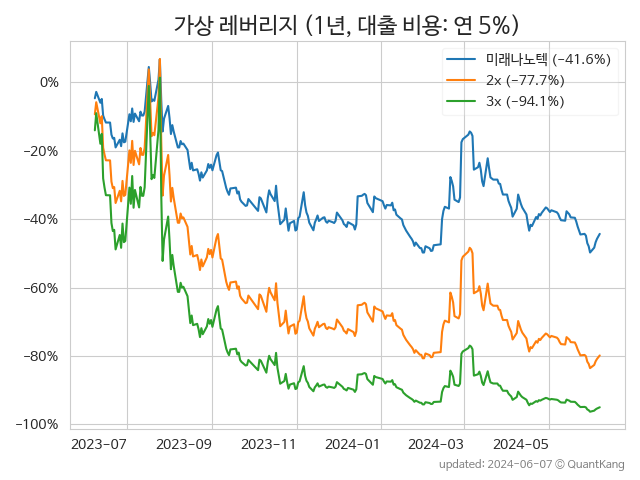 가상 레버리지 (1년, 대출 비용: 연 5%)
미래나노텍 (−41.6%)
2x (−77.7%)
3x (−94.1%)
0%
−20%
−40%
−60%
−80%
−100%
2023-07 2023-09 2023-11 2024-01 2024-03 2024-05
updated: 2024-06-07 © QuantKang